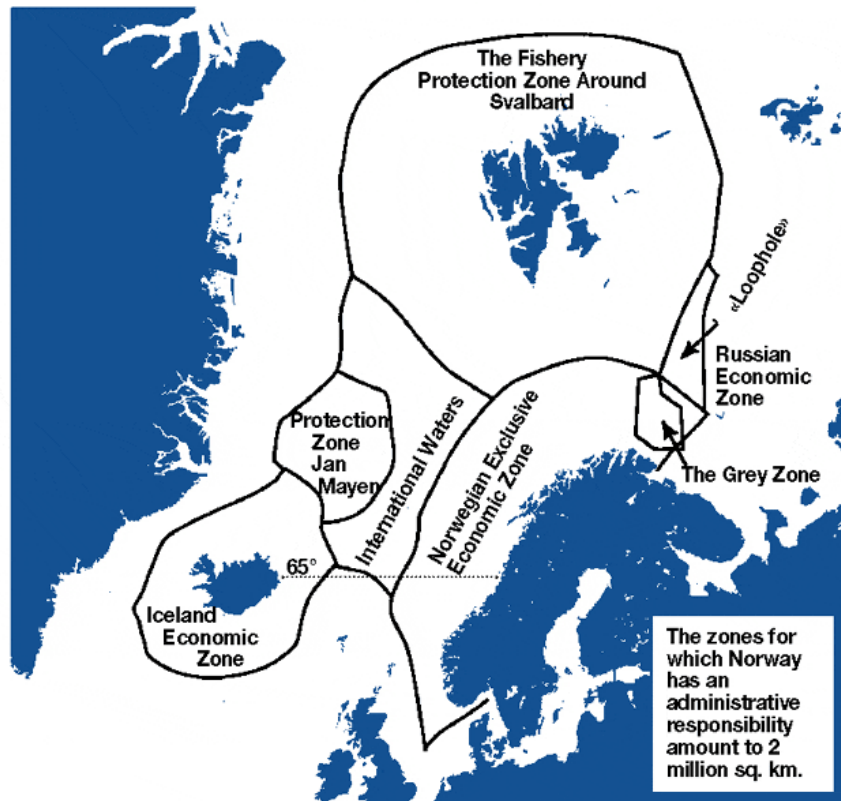 The Fishery
Protection Zone Around
Svalbard
«Loophole»
Russian
Economic
Zone
Protection
Zone
Jan
Mayen
International Waters
Norwegian Exclusive
Economic Zone
The Grey Zone
65°
Iceland
Economic
Zone
The zones for
which Norway
has an
administrative
responsibility
amount to 2
million sq. km.